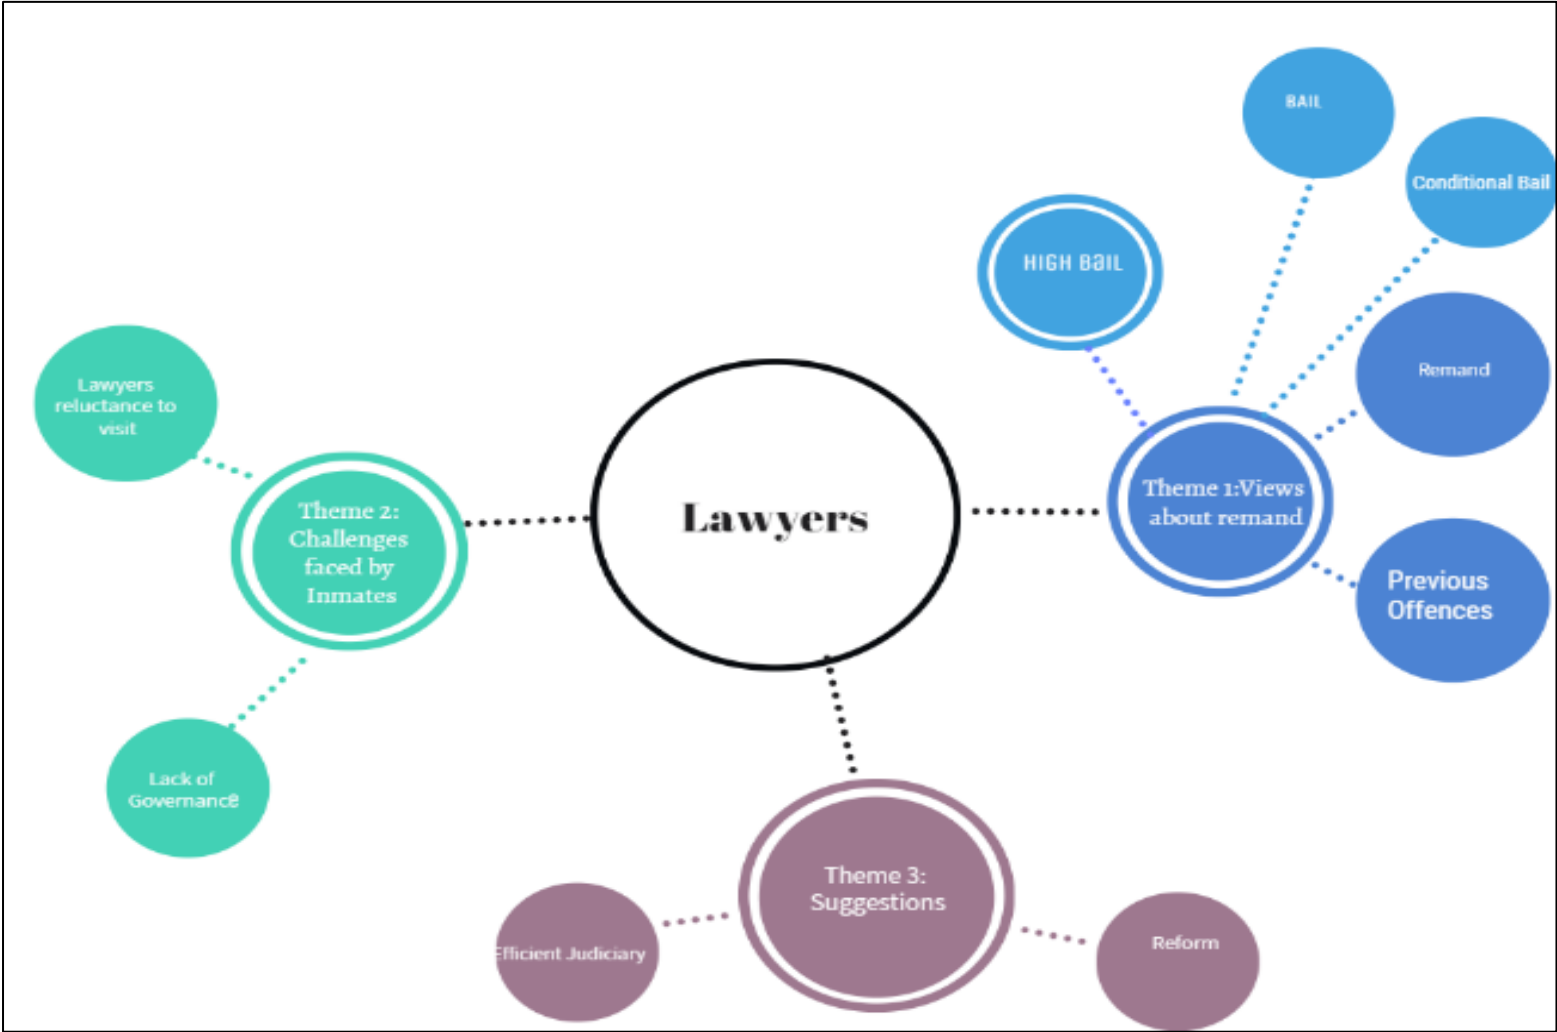 BAIL
Conditional Bail
HIGH BaIL
Remand
Lawyers
reluctance to
visit
Theme 1:Views
about remand
Theme 2:
Challenges
faced by
Inmates
Lawyers
Previous
Offences
Lack of
Governance
Theme 3:
Suggestions
Efficient Judiciary
Reform